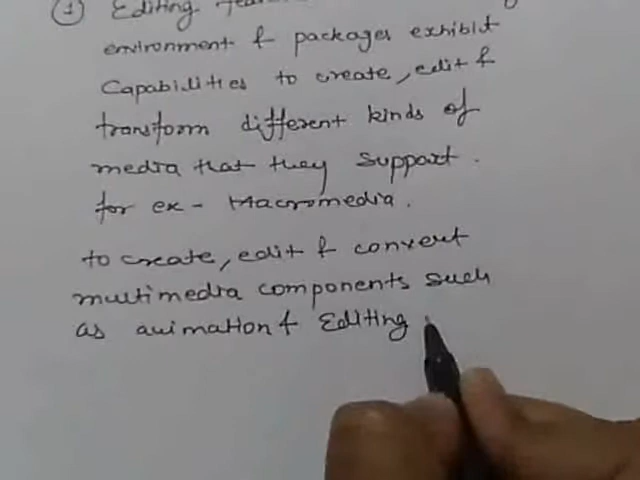 ① Editing
environment & packages exhibit
Capabilities to create, edit &
transform different kinds of
media that they support.
for ex - Macromedia.
to create, edit & convert
multimedia components such
as animation & Editing